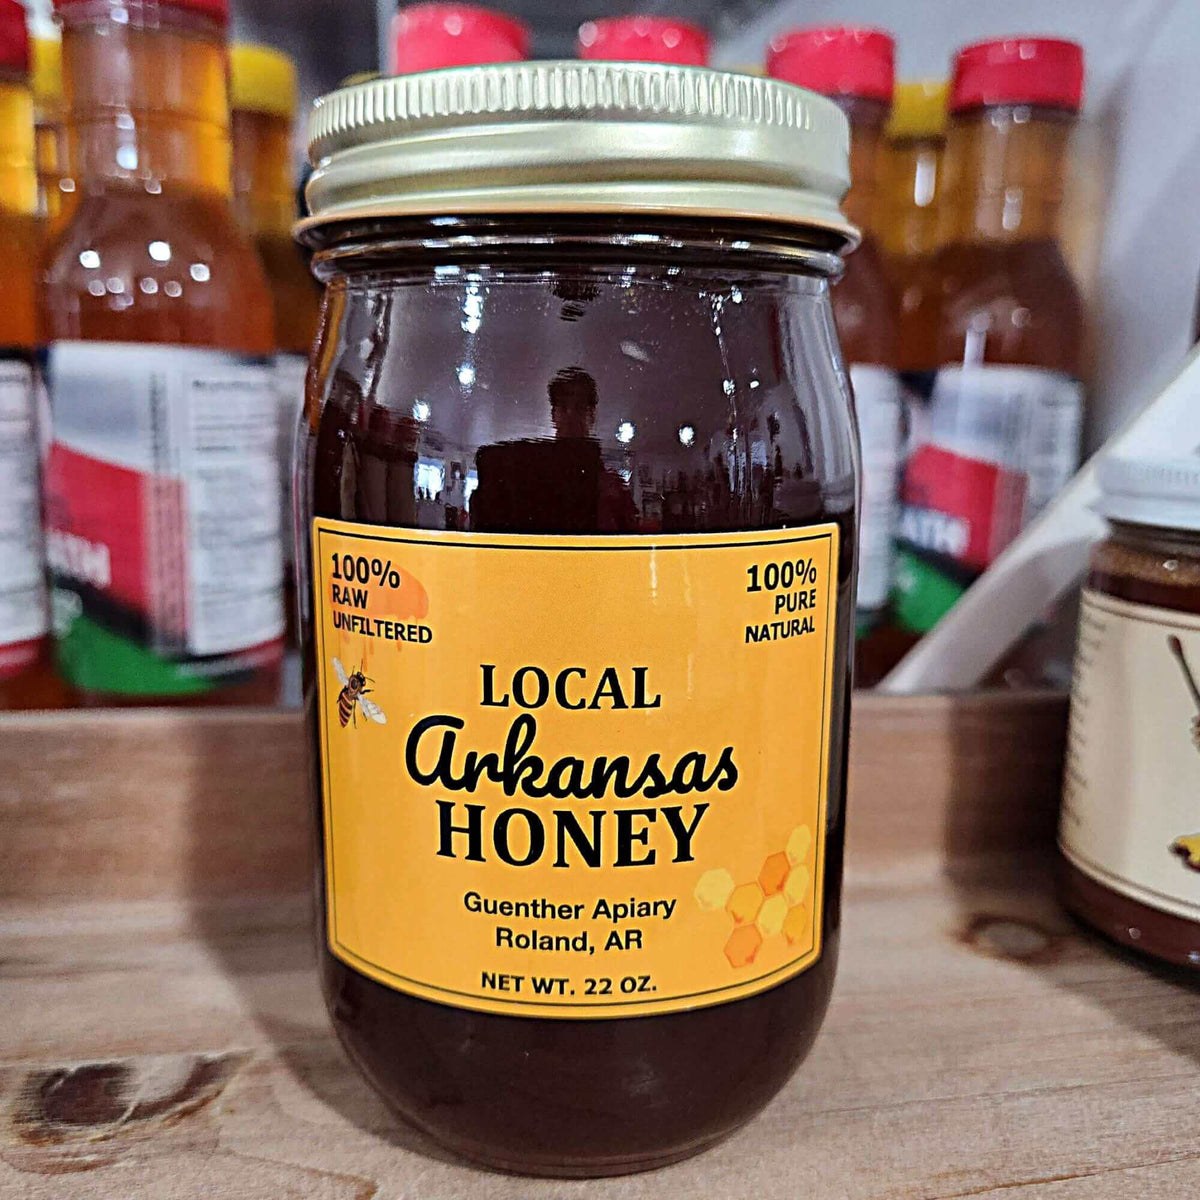 100%
RAW
UNFILTERED
100%
PURE
NATURAL
LOCAL
Arkansas
HONEY
Guenther Apiary
Roland, AR
NET WT. 22 OZ.